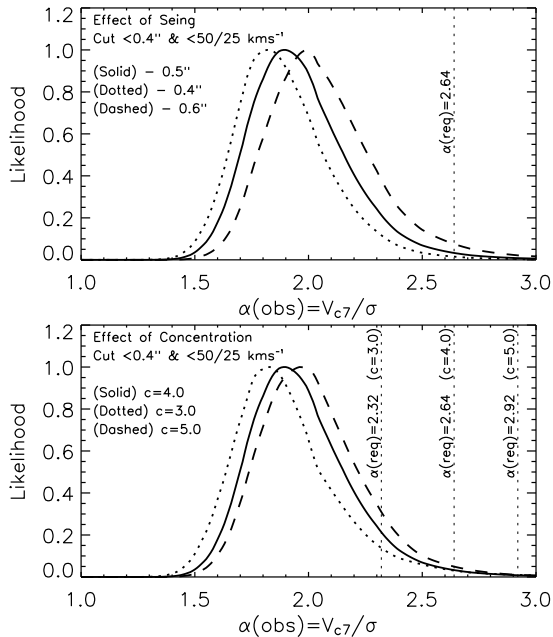 Effect of Seing
Cut <0.4" & <50/25 kms⁻¹
(Solid) – 0.5"
(Dotted) – 0.4"
(Dashed) – 0.6"
α(req)=2.64
Likelihood
1.2
1.0
0.8
0.6
0.4
0.2
0.0
1.0 1.5 2.0 2.5 3.0
α(obs)=V_c7/σ
Effect of Concentration
Cut <0.4" & <50/25 kms⁻¹
(Solid) c=4.0
(Dotted) c=3.0
(Dashed) c=5.0
α(req)=2.32 (c=3.0)
α(req)=2.64 (c=4.0)
α(req)=2.92 (c=5.0)
Likelihood
1.2
1.0
0.8
0.6
0.4
0.2
0.0
1.0 1.5 2.0 2.5 3.0
α(obs)=V_c7/σ